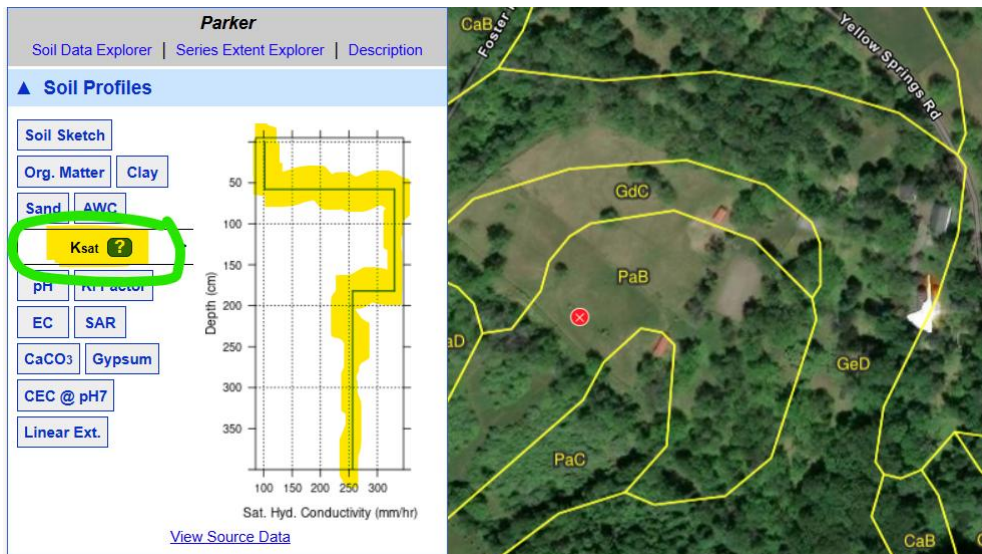 Parker
Soil Data Explorer | Series Extent Explorer | Description
▲ Soil Profiles
Soil Sketch
Org. Matter Clay
Sand AWC
Ksat ?
pH
EC SAR
CaCO3 Gypsum
CEC @ pH7
Linear Ext.
Depth (cm)
50
100
150
200
250
300
350
100 150 200 250 300
Sat. Hyd. Conductivity (mm/hr)
View Source Data
CaB
Foster
Yellow Springs Rd
GdC
PaB
aD
GeD
PaC
CaB